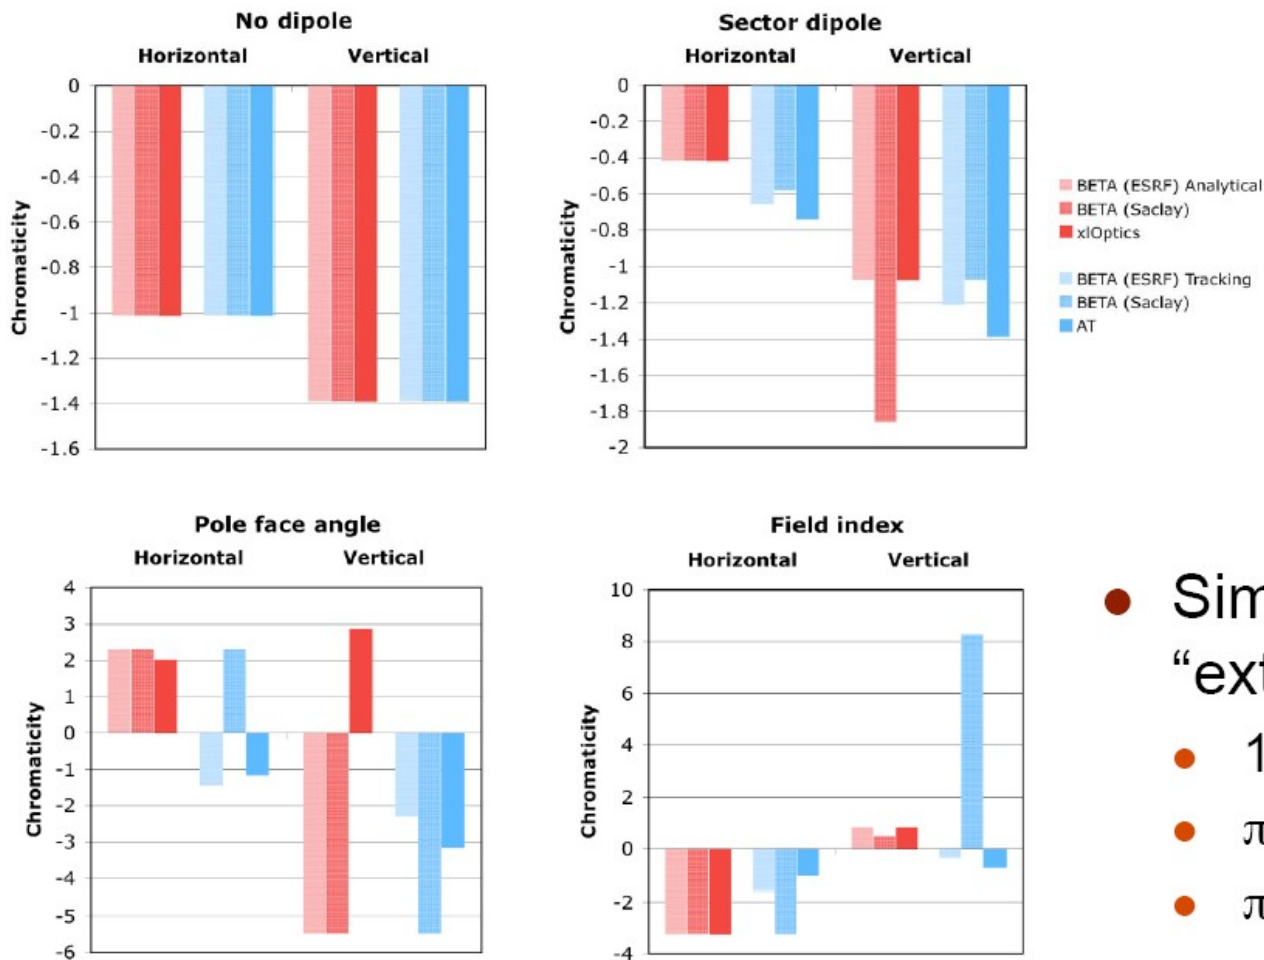 No dipole
Horizontal Vertical
0
-0.2
-0.4
-0.6
-0.8
-1
-1.2
-1.4
-1.6
Chromaticity
Sector dipole
Horizontal Vertical
0
-0.2
-0.4
-0.6
-0.8
-1
-1.2
-1.4
-1.6
-1.8
-2
Chromaticity
BETA (ESRF) Analytical
BETA (Saclay)
xlOptics
BETA (ESRF) Tracking
BETA (Saclay)
AT
Pole face angle
Horizontal Vertical
4
3
2
1
0
-1
-2
-3
-4
-5
-6
Chromaticity
Field index
Horizontal Vertical
10
8
6
4
2
0
-2
-4
Chromaticity
• Sim
“ext
• 1
• π
• π